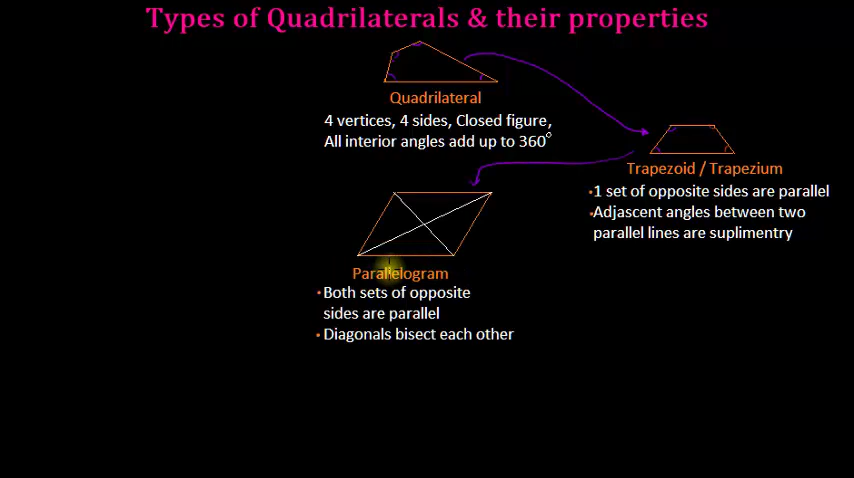 Types of Quadrilaterals & their properties
Quadrilateral
4 vertices, 4 sides, Closed figure,
All interior angles add up to 360°
Trapezoid / Trapezium
•1 set of opposite sides are parallel
•Adjascent angles between two
parallel lines are suplimentry
Parallelogram
•Both sets of opposite
sides are parallel
•Diagonals bisect each other